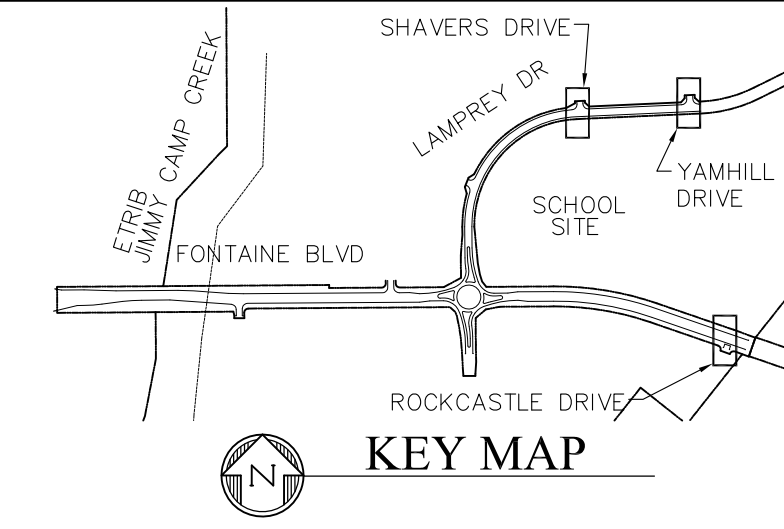 SHAVERS DRIVE
LAMPREY DR
ETRIB
JIMMY CAMP CREEK
YAMHILL
DRIVE
SCHOOL
SITE
FONTAINE BLVD
ROCKCASTLE DRIVE
N
KEY MAP